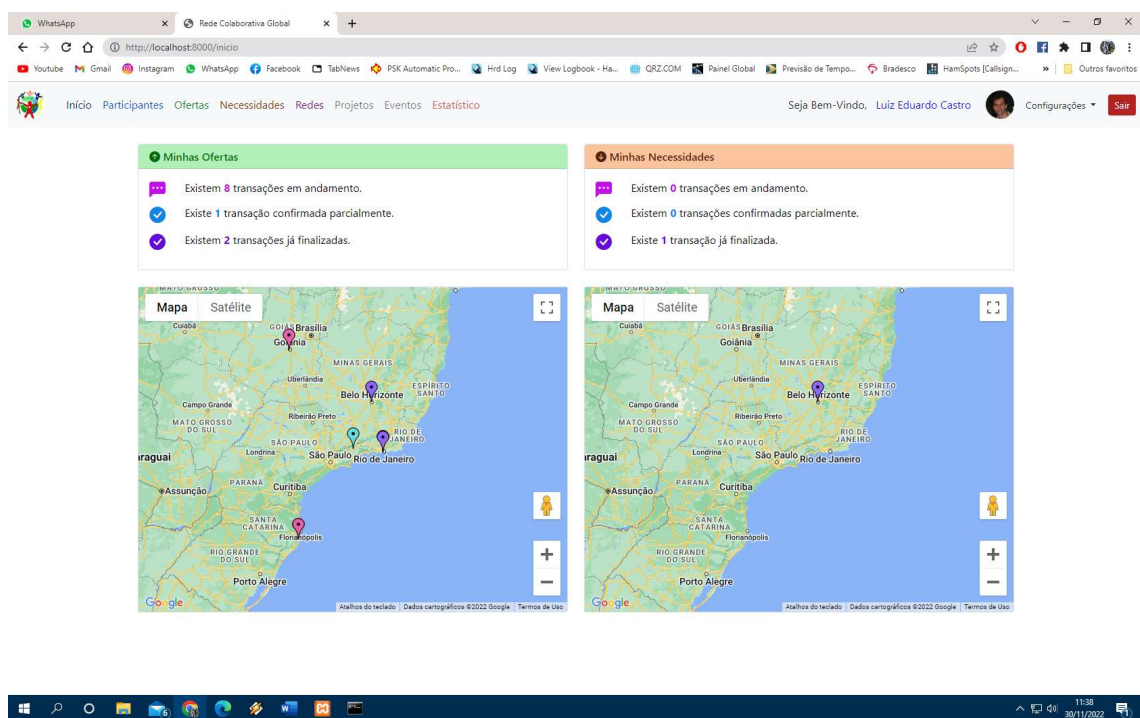 WhatsApp
Rede Colaborativa Global
http://localhost:8000/inicio
Youtube Gmail Instagram WhatsApp Facebook TabNews PSK Automatic Pro... Hrd Log View Logbook - Ha... QRZ.COM Painel Global Previsão de Tempo... Bradesco HamSpots [Callsign... » Outros favoritos
Início Participantes Ofertas Necessidades Redes Projetos Eventos Estatístico Seja Bem-Vindo, Luiz Eduardo Castro Configurações Sair
Minhas Ofertas
Existem 8 transações em andamento.
Existe 1 transação confirmada parcialmente.
Existem 2 transações já finalizadas.
Minhas Necessidades
Existem 0 transações em andamento.
Existem 0 transações confirmadas parcialmente.
Existe 1 transação já finalizada.
MATO GROSSO
Mapa Satélite
Cuiabá
GOIÁS Brasília
Goiânia
MINAS GERAIS
Uberlândia
ESPÍRITO
SANTO
Belo Horizonte
Campo Grande
Ribeirão Preto
MATO GROSSO
DO SUL
RIO DE
JANEIRO
SÃO PAULO
Londrina
São Paulo
Rio de Janeiro
araguai
PARANÁ
Curitiba
Assunção
SANTA
CATARINA
Florianópolis
RIO GRANDE
DO SUL
Porto Alegre
Google
Atalhos do teclado Dados cartográficos ©2022 Google Termos de Uso
MATO GROSSO
Mapa Satélite
Cuiabá
GOIÁS Brasília
Goiânia
MINAS GERAIS
Uberlândia
ESPÍRITO
SANTO
Belo Horizonte
Campo Grande
Ribeirão Preto
MATO GROSSO
DO SUL
RIO DE
JANEIRO
SÃO PAULO
Londrina
São Paulo
Rio de Janeiro
raguai
PARANÁ
Curitiba
Assunção
SANTA
CATARINA
Florianópolis
RIO GRANDE
DO SUL
Porto Alegre
Google
Atalhos do teclado Dados cartográficos ©2022 Google Termos de Uso
11:38
30/11/2022